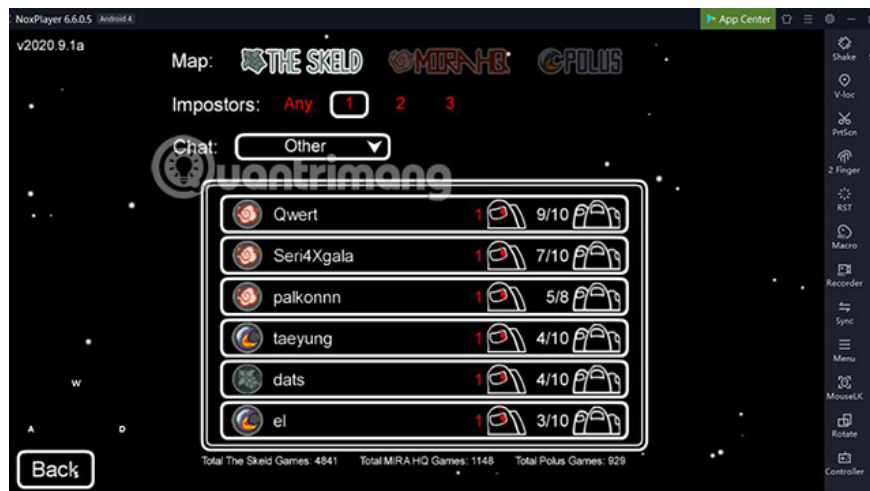 NoxPlayer 6.6.0.5 Android 4
App Center
v2020.9.1a
Map: THE SKELD MIRA HQ POLUS
Impostors: Any 1 2 3
Chat: Other
Quantrimang
Qwert 1 9/10
Seri4Xgala 1 7/10
palkonnn 1 5/8
taeyung 1 4/10
dats 1 4/10
el 1 3/10
Total The Skeld Games: 4841 Total MIRA HQ Games: 1148 Total Polus Games: 929
W
A D
Back
Shake
V-loc
PrtScn
2 Finger
RST
Macro
Recorder
Sync
Menu
MouseLK
Rotate
Controller